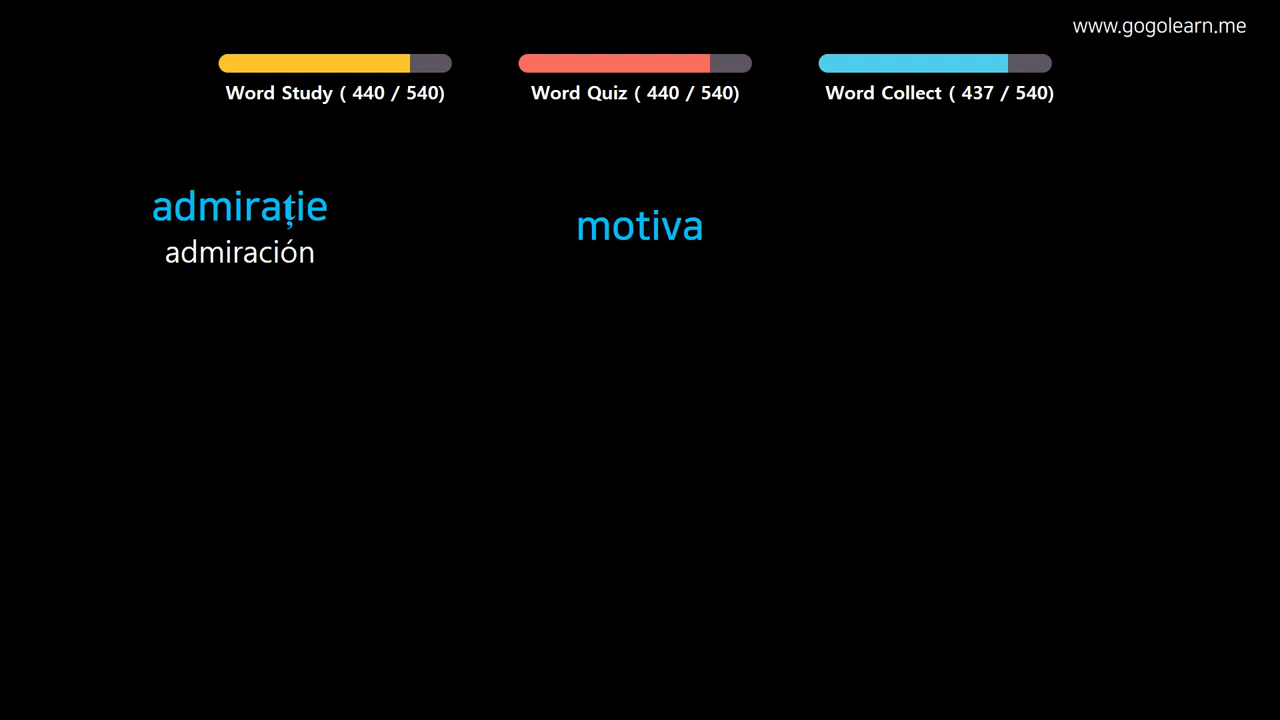 www.gogolearn.me
Word Study ( 440 / 540)
Word Quiz ( 440 / 540)
Word Collect ( 437 / 540)
admirație
admiración
motiva